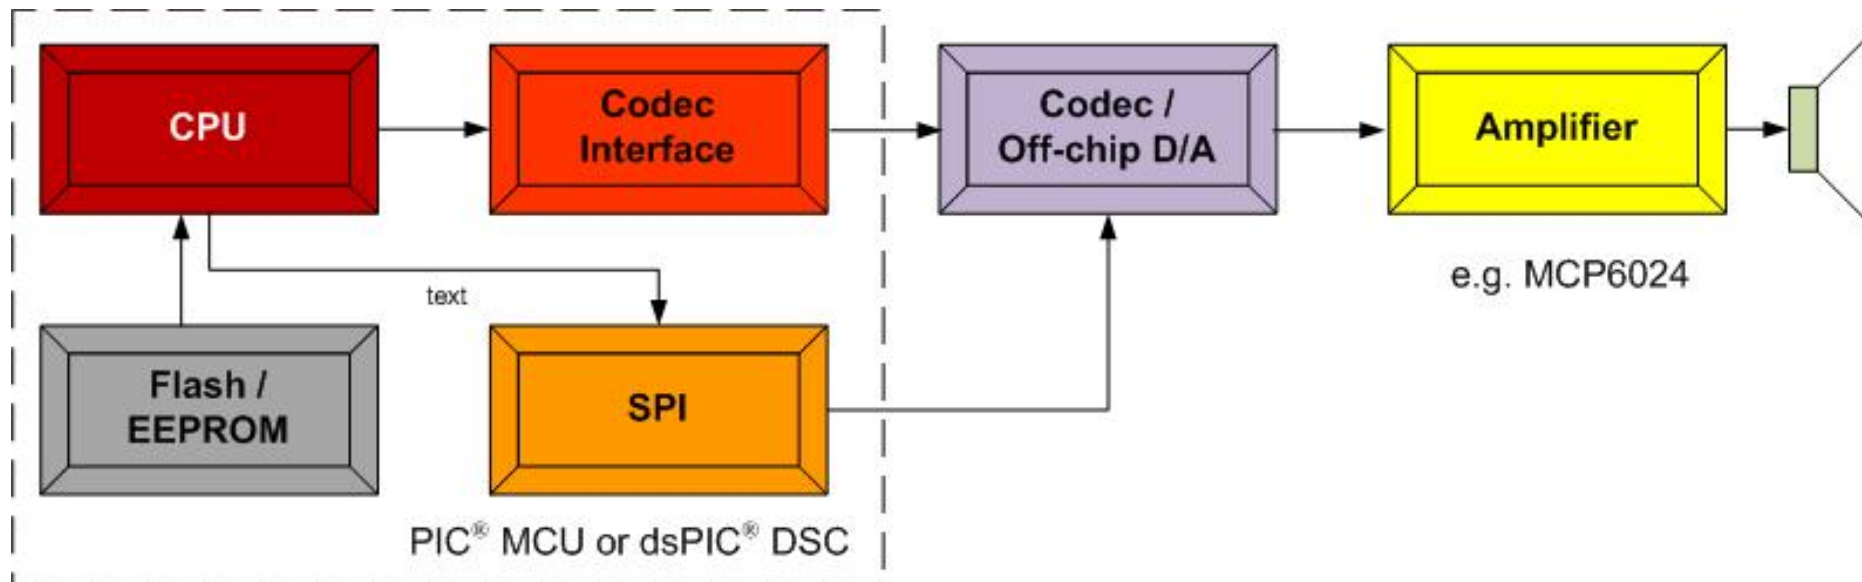 CPU
Codec
Interface
Codec /
Off-chip D/A
Amplifier
e.g. MCP6024
text
Flash /
EEPROM
SPI
PIC® MCU or dsPIC® DSC